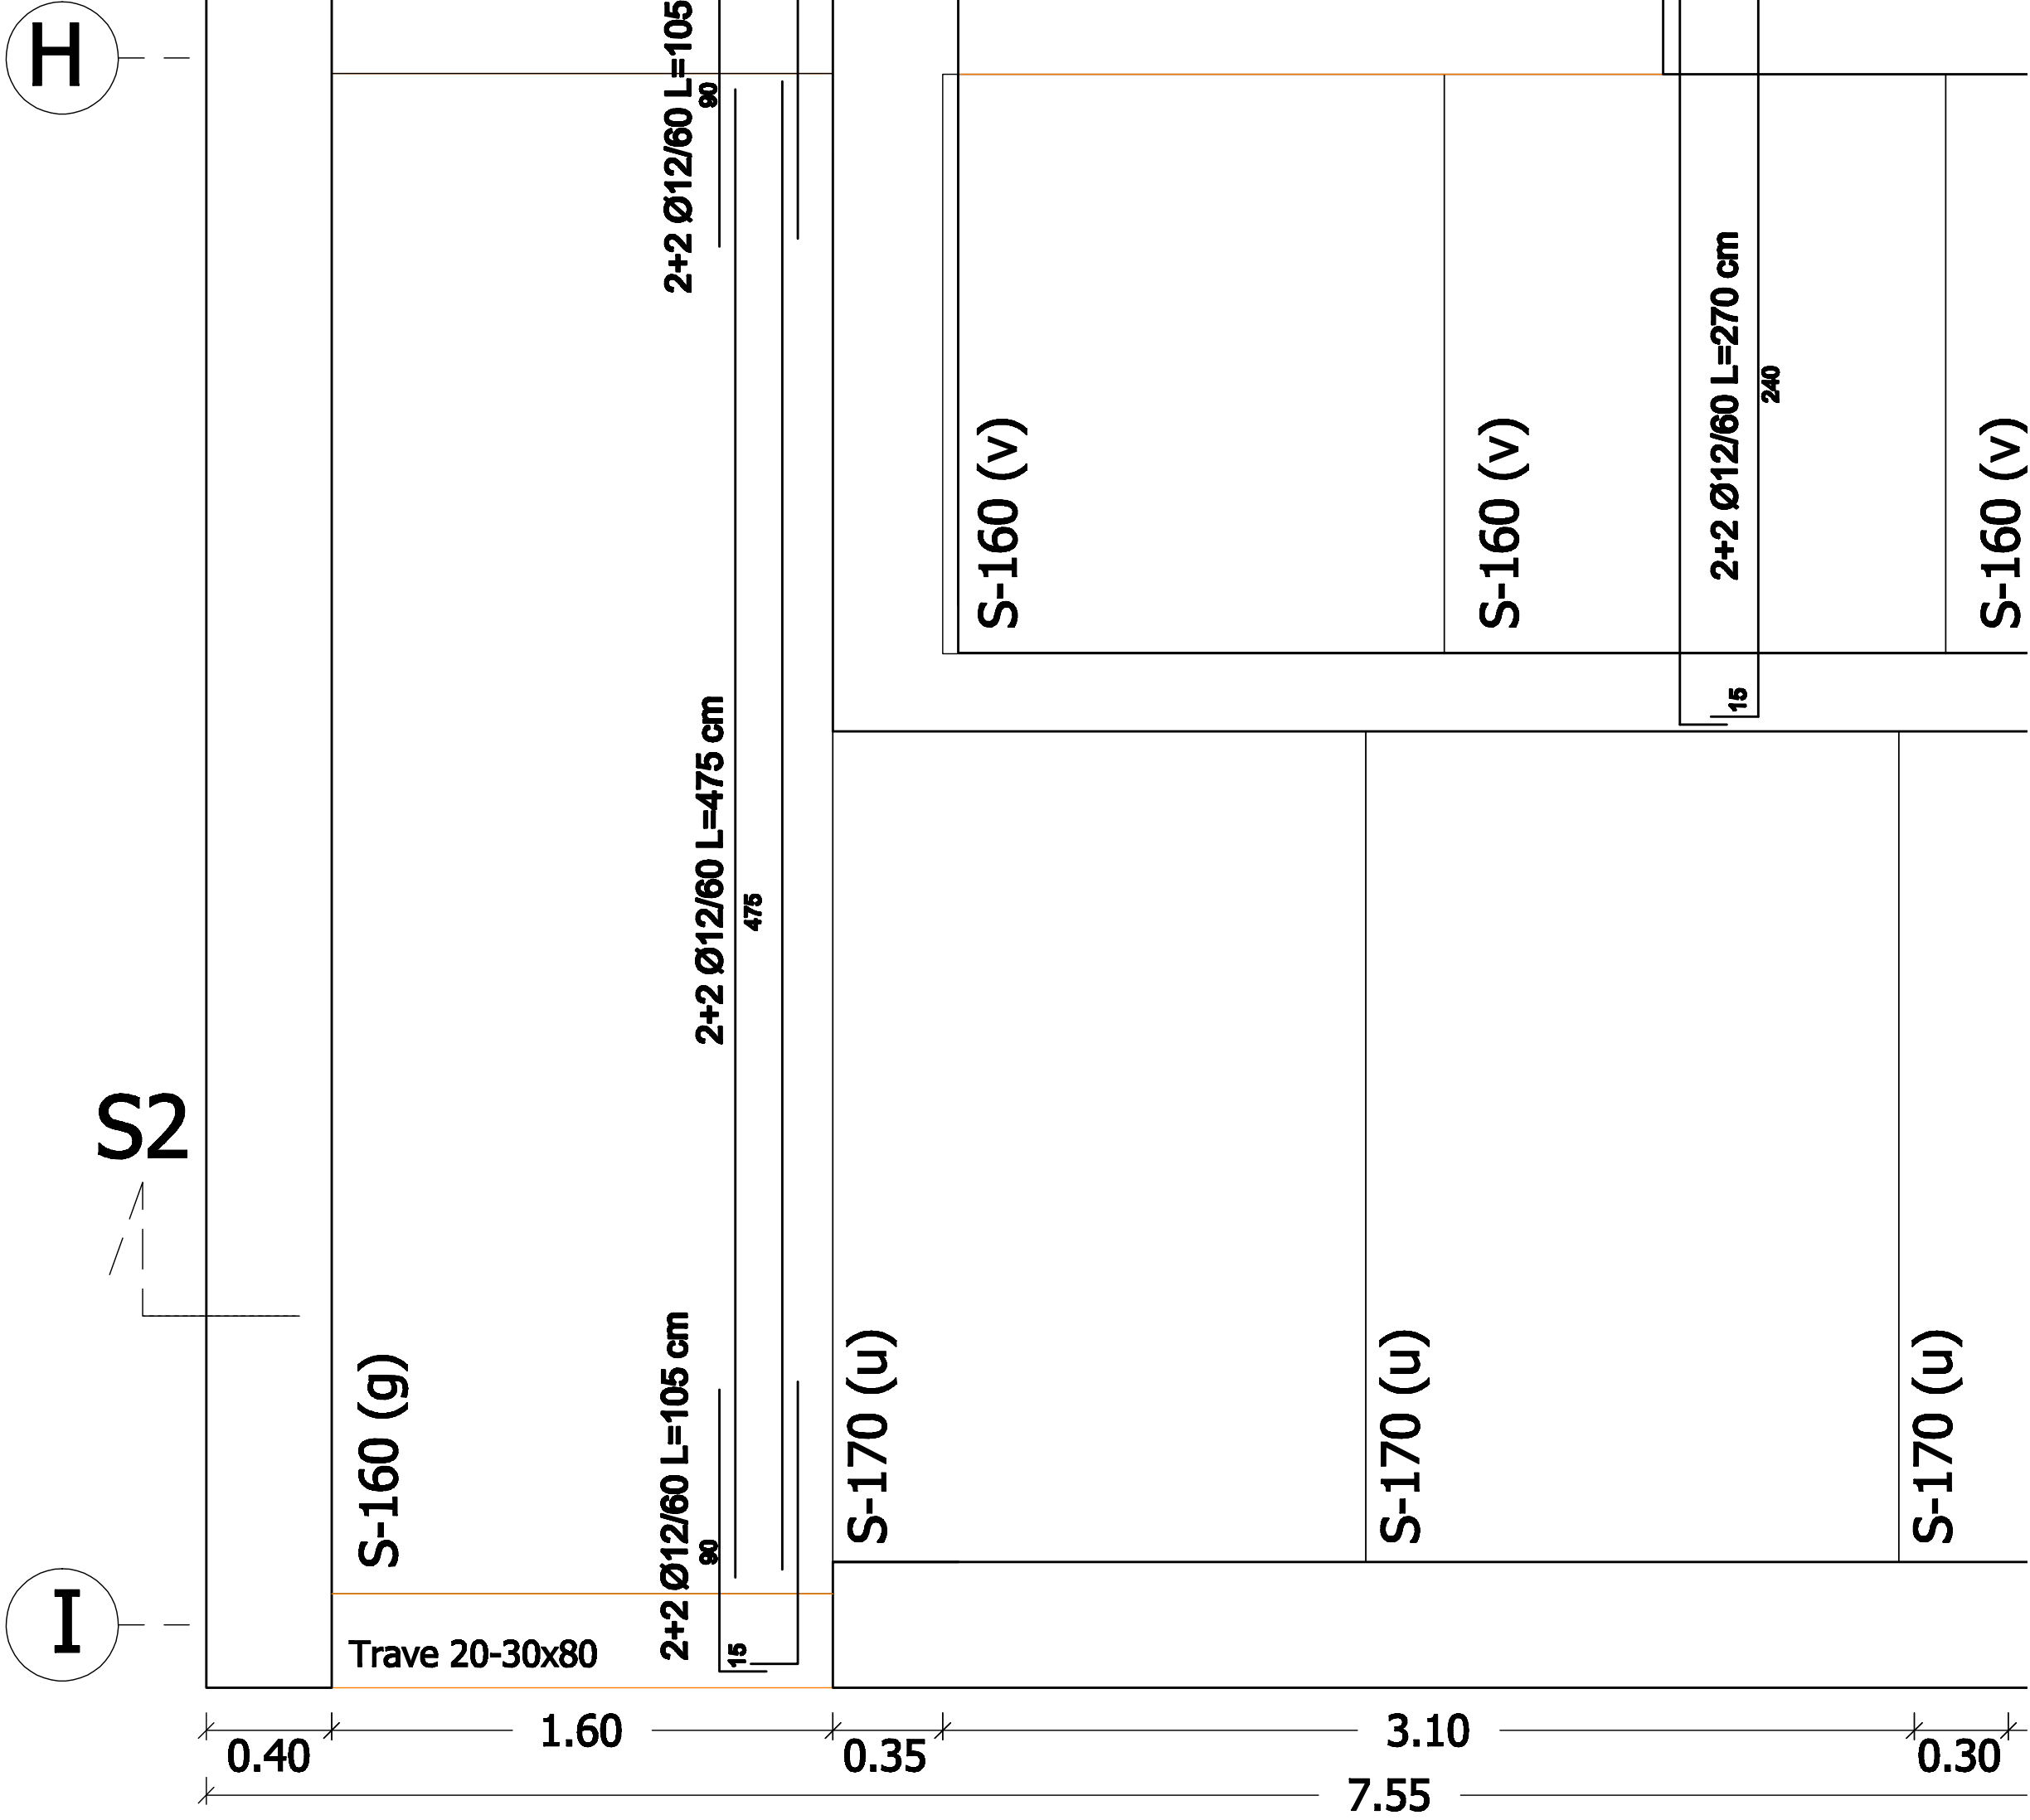 H
2+2 Ø12/60 L=105
90
2+2 Ø12/60 L=270 cm
240
15
S-160 (v)
S-160 (v)
S-160 (v)
2+2 Ø12/60 L=475 cm
475
S2
S-160 (g)
2+2 Ø12/60 L=105 cm
90
15
S-170 (u)
S-170 (u)
S-170 (u)
I
Trave 20-30x80
0.40
1.60
0.35
3.10
0.30
7.55